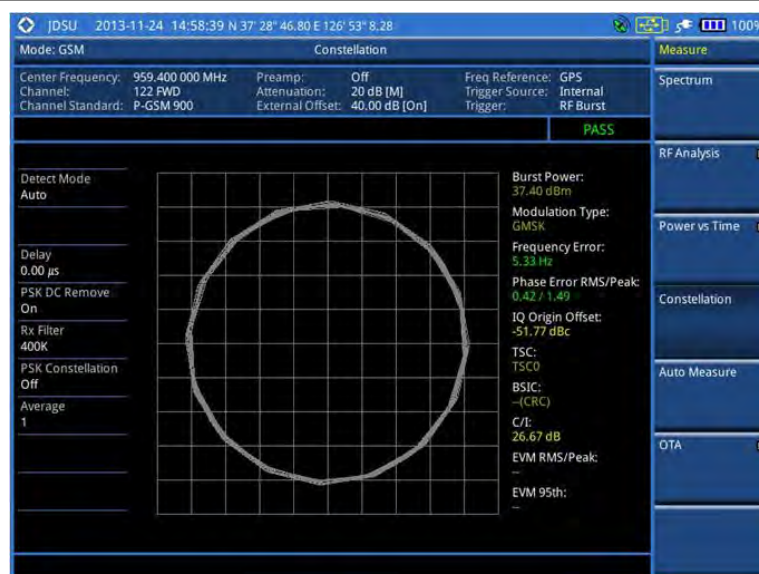 JDSU 2013-11-24 14:58:39 N 37' 28" 46.80 E 126' 53" 8.28 100%
Mode: GSM Constellation Measure
Center Frequency: 959.400 000 MHz Preamp: Off Freq Reference: GPS
Channel: 122 FWD Attenuation: 20 dB [M] Trigger Source: Internal
Channel Standard: P-GSM 900 External Offset: 40.00 dB [On] Trigger: RF Burst
PASS
Detect Mode
Auto
Delay
0.00 µs
PSK DC Remove
On
Rx Filter
400K
PSK Constellation
Off
Average
1
Burst Power:
37.40 dBm
Modulation Type:
GMSK
Frequency Error:
5.33 Hz
Phase Error RMS/Peak:
0.42 / 1.49
IQ Origin Offset:
-51.77 dBc
TSC:
TSC0
BSIC:
--(CRC)
C/I:
26.67 dB
EVM RMS/Peak:
--
EVM 95th:
--
Spectrum
RF Analysis
Power vs Time
Constellation
Auto Measure
OTA